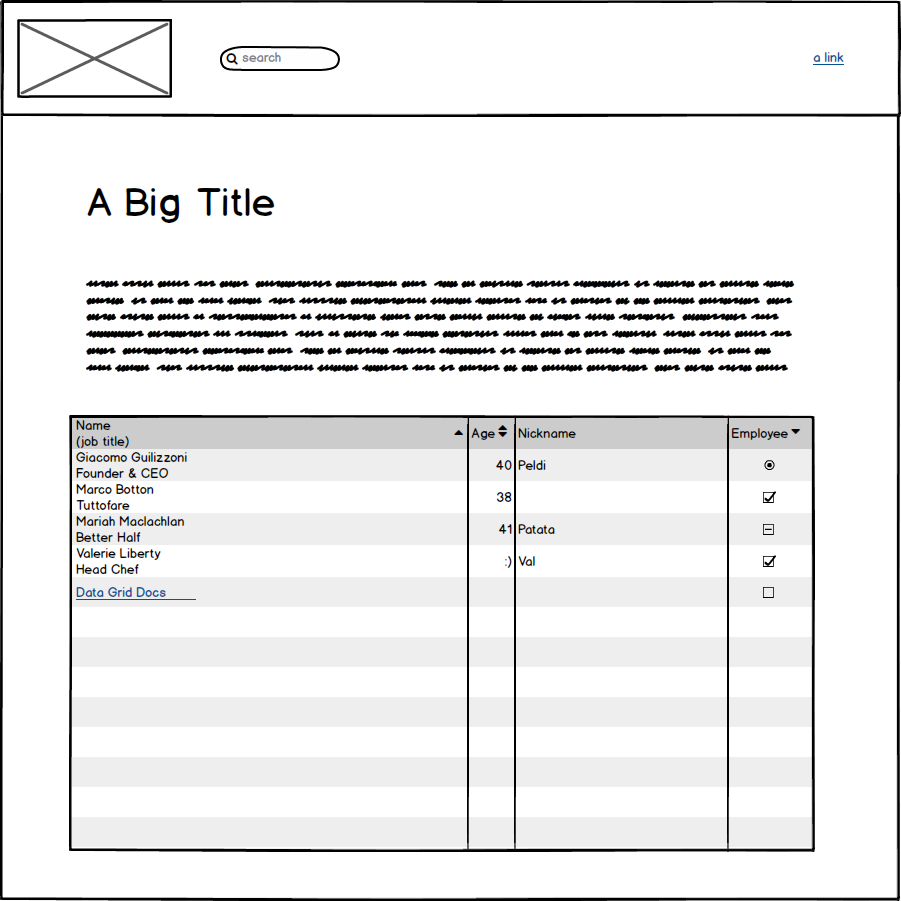 search
a link
A Big Title
Name
(job title)
Age
Nickname
Employee
Giacomo Guilizzoni
Founder & CEO
40
Peldi
Marco Botton
Tuttofare
38
Mariah Maclachlan
Better Half
41
Patata
Valerie Liberty
Head Chef
:)
Val
Data Grid Docs